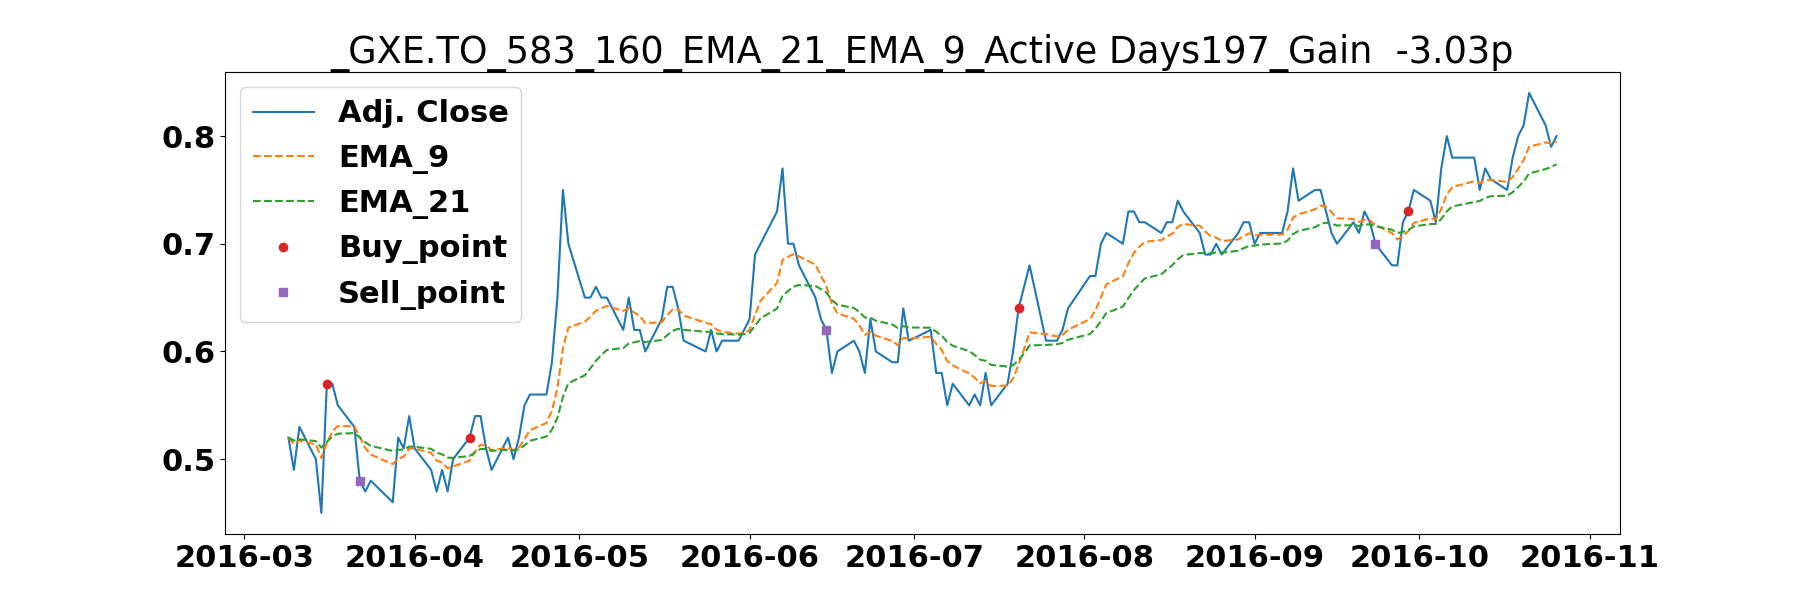 _GXE.TO_583_160_EMA_21_EMA_9_Active Days197_Gain  -3.03p
Adj. Close
EMA_9
EMA_21
Buy_point
Sell_point
0.8
0.7
0.6
0.5
2016-03 2016-04 2016-05 2016-06 2016-07 2016-08 2016-09 2016-10 2016-11